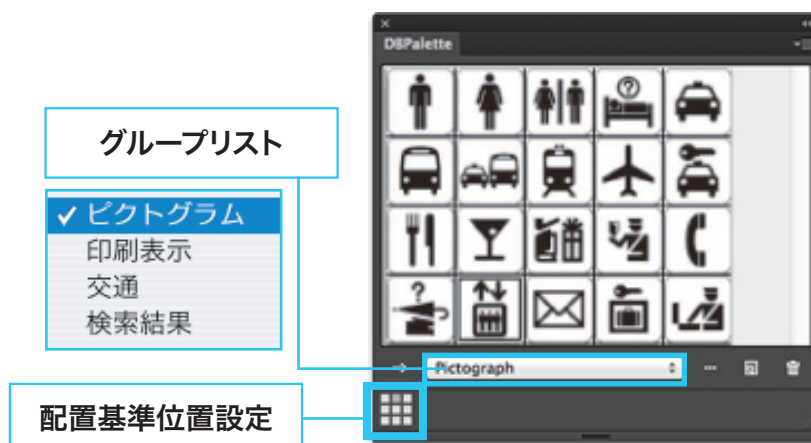 DBPalette
グループリスト
✓ ピクトグラム
印刷表示
交通
検索結果
Pictograph
配置基準位置設定